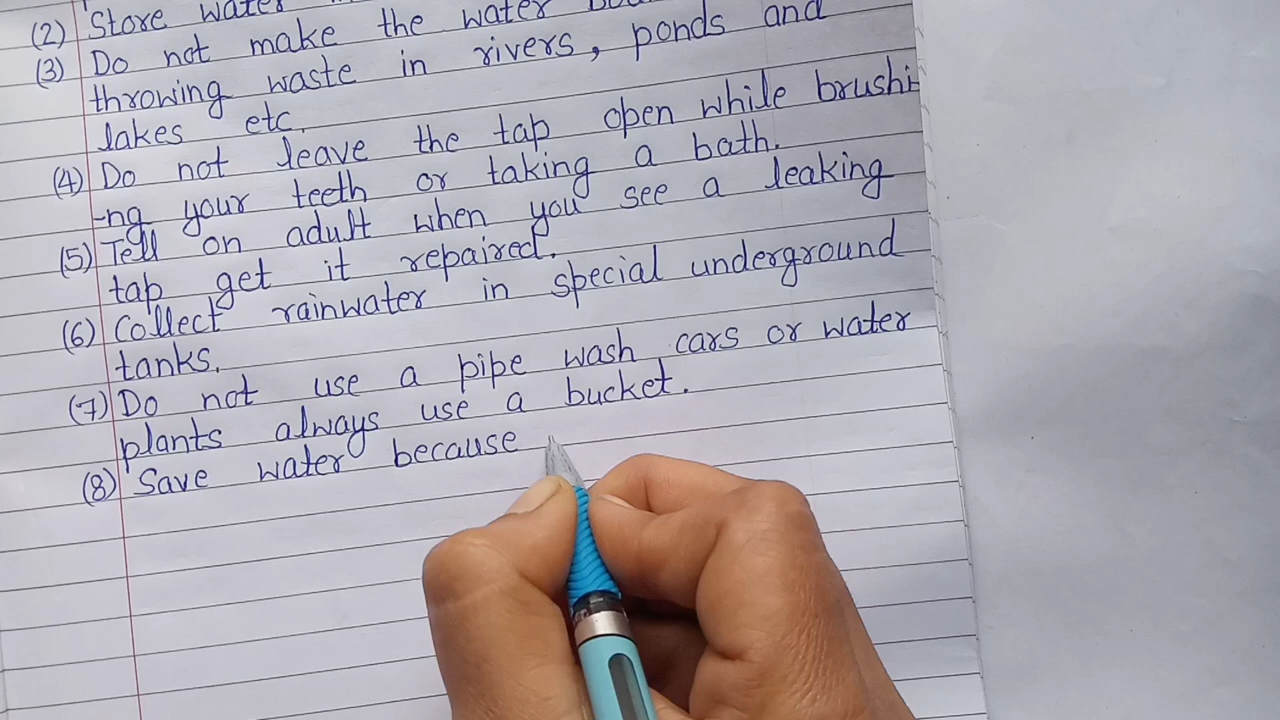 (2) Store water
(3) Do not make the water
throwing waste in rivers, ponds and
lakes etc.
(4) Do not leave the tap open while brushi-
-ng your teeth or taking a bath.
(5) Tell on adult when you see a leaking
tap get it repaired.
(6) Collect rainwater in special underground
tanks.
(7) Do not use a pipe wash cars or water
plants always use a bucket.
(8) Save water because